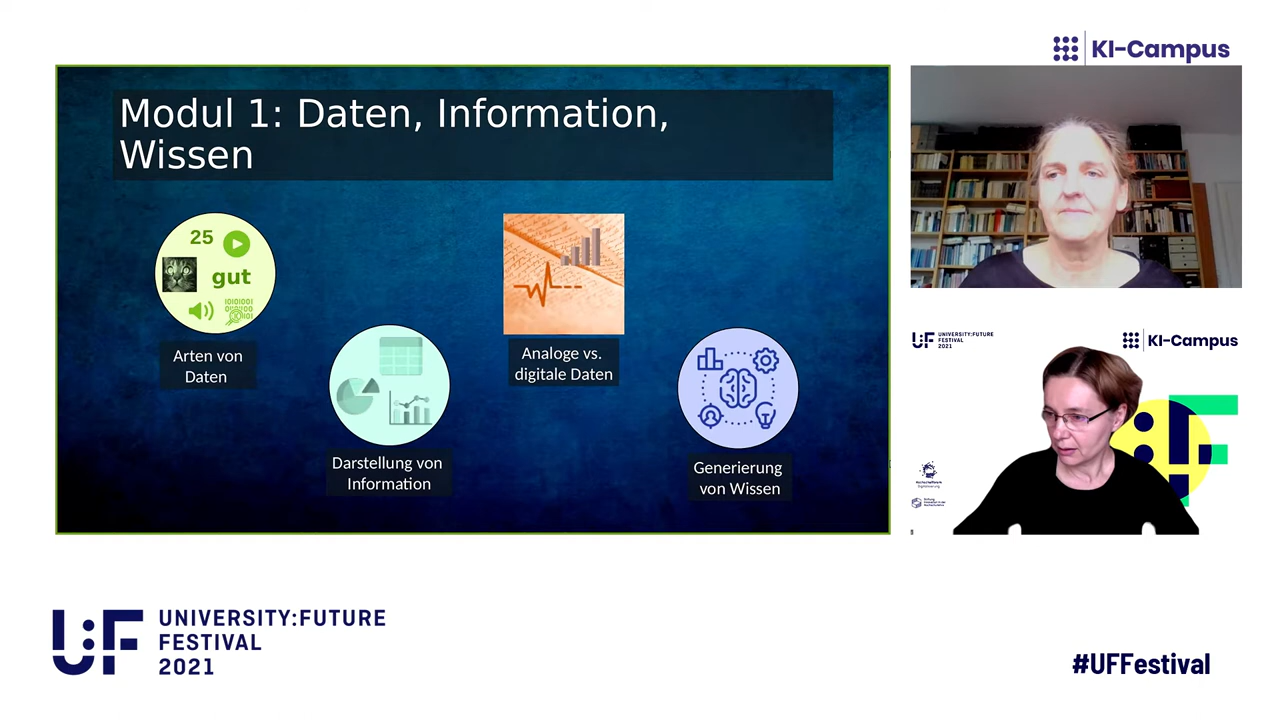 KI-Campus
Modul 1: Daten, Information,
Wissen
25
gut
Arten von
Daten
Darstellung von
Information
Analoge vs.
digitale Daten
Generierung
von Wissen
U:F UNIVERSITY:FUTURE
FESTIVAL
2021
KI-Campus
U:F
UNIVERSITY:FUTURE
FESTIVAL
2021
#UFFestival